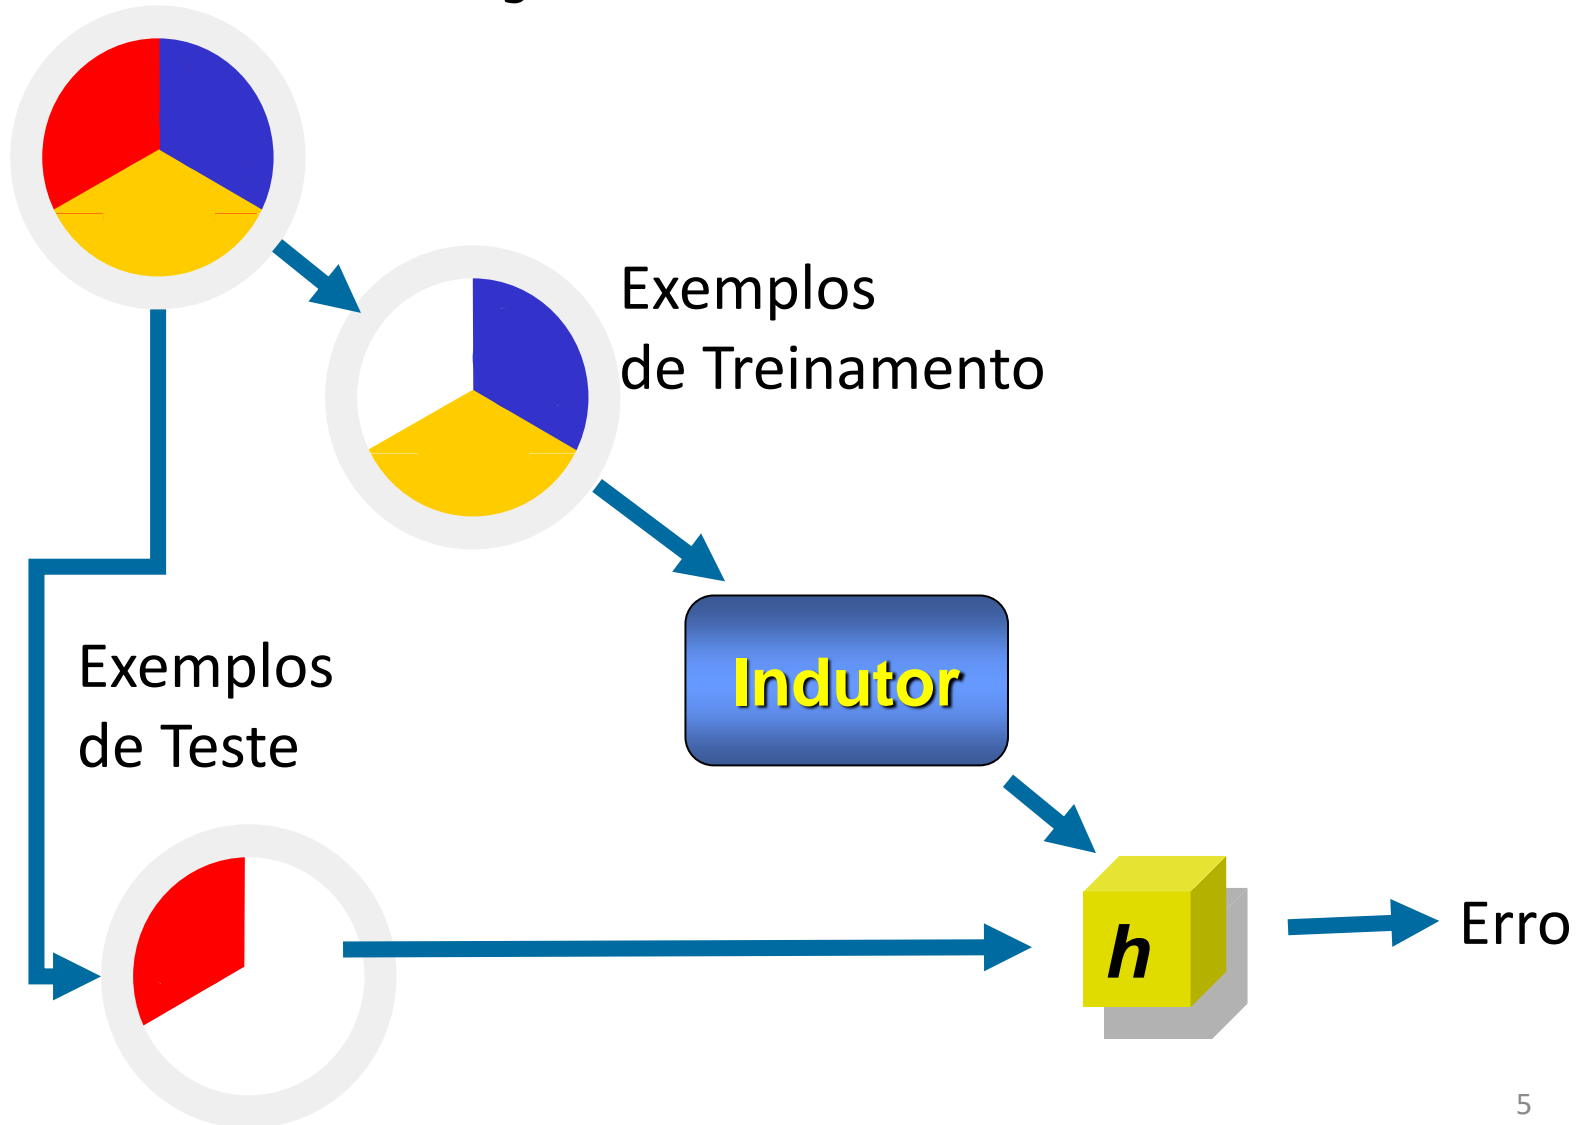 Exemplos
de Treinamento
Exemplos
de Teste
Indutor
h
Erro
5